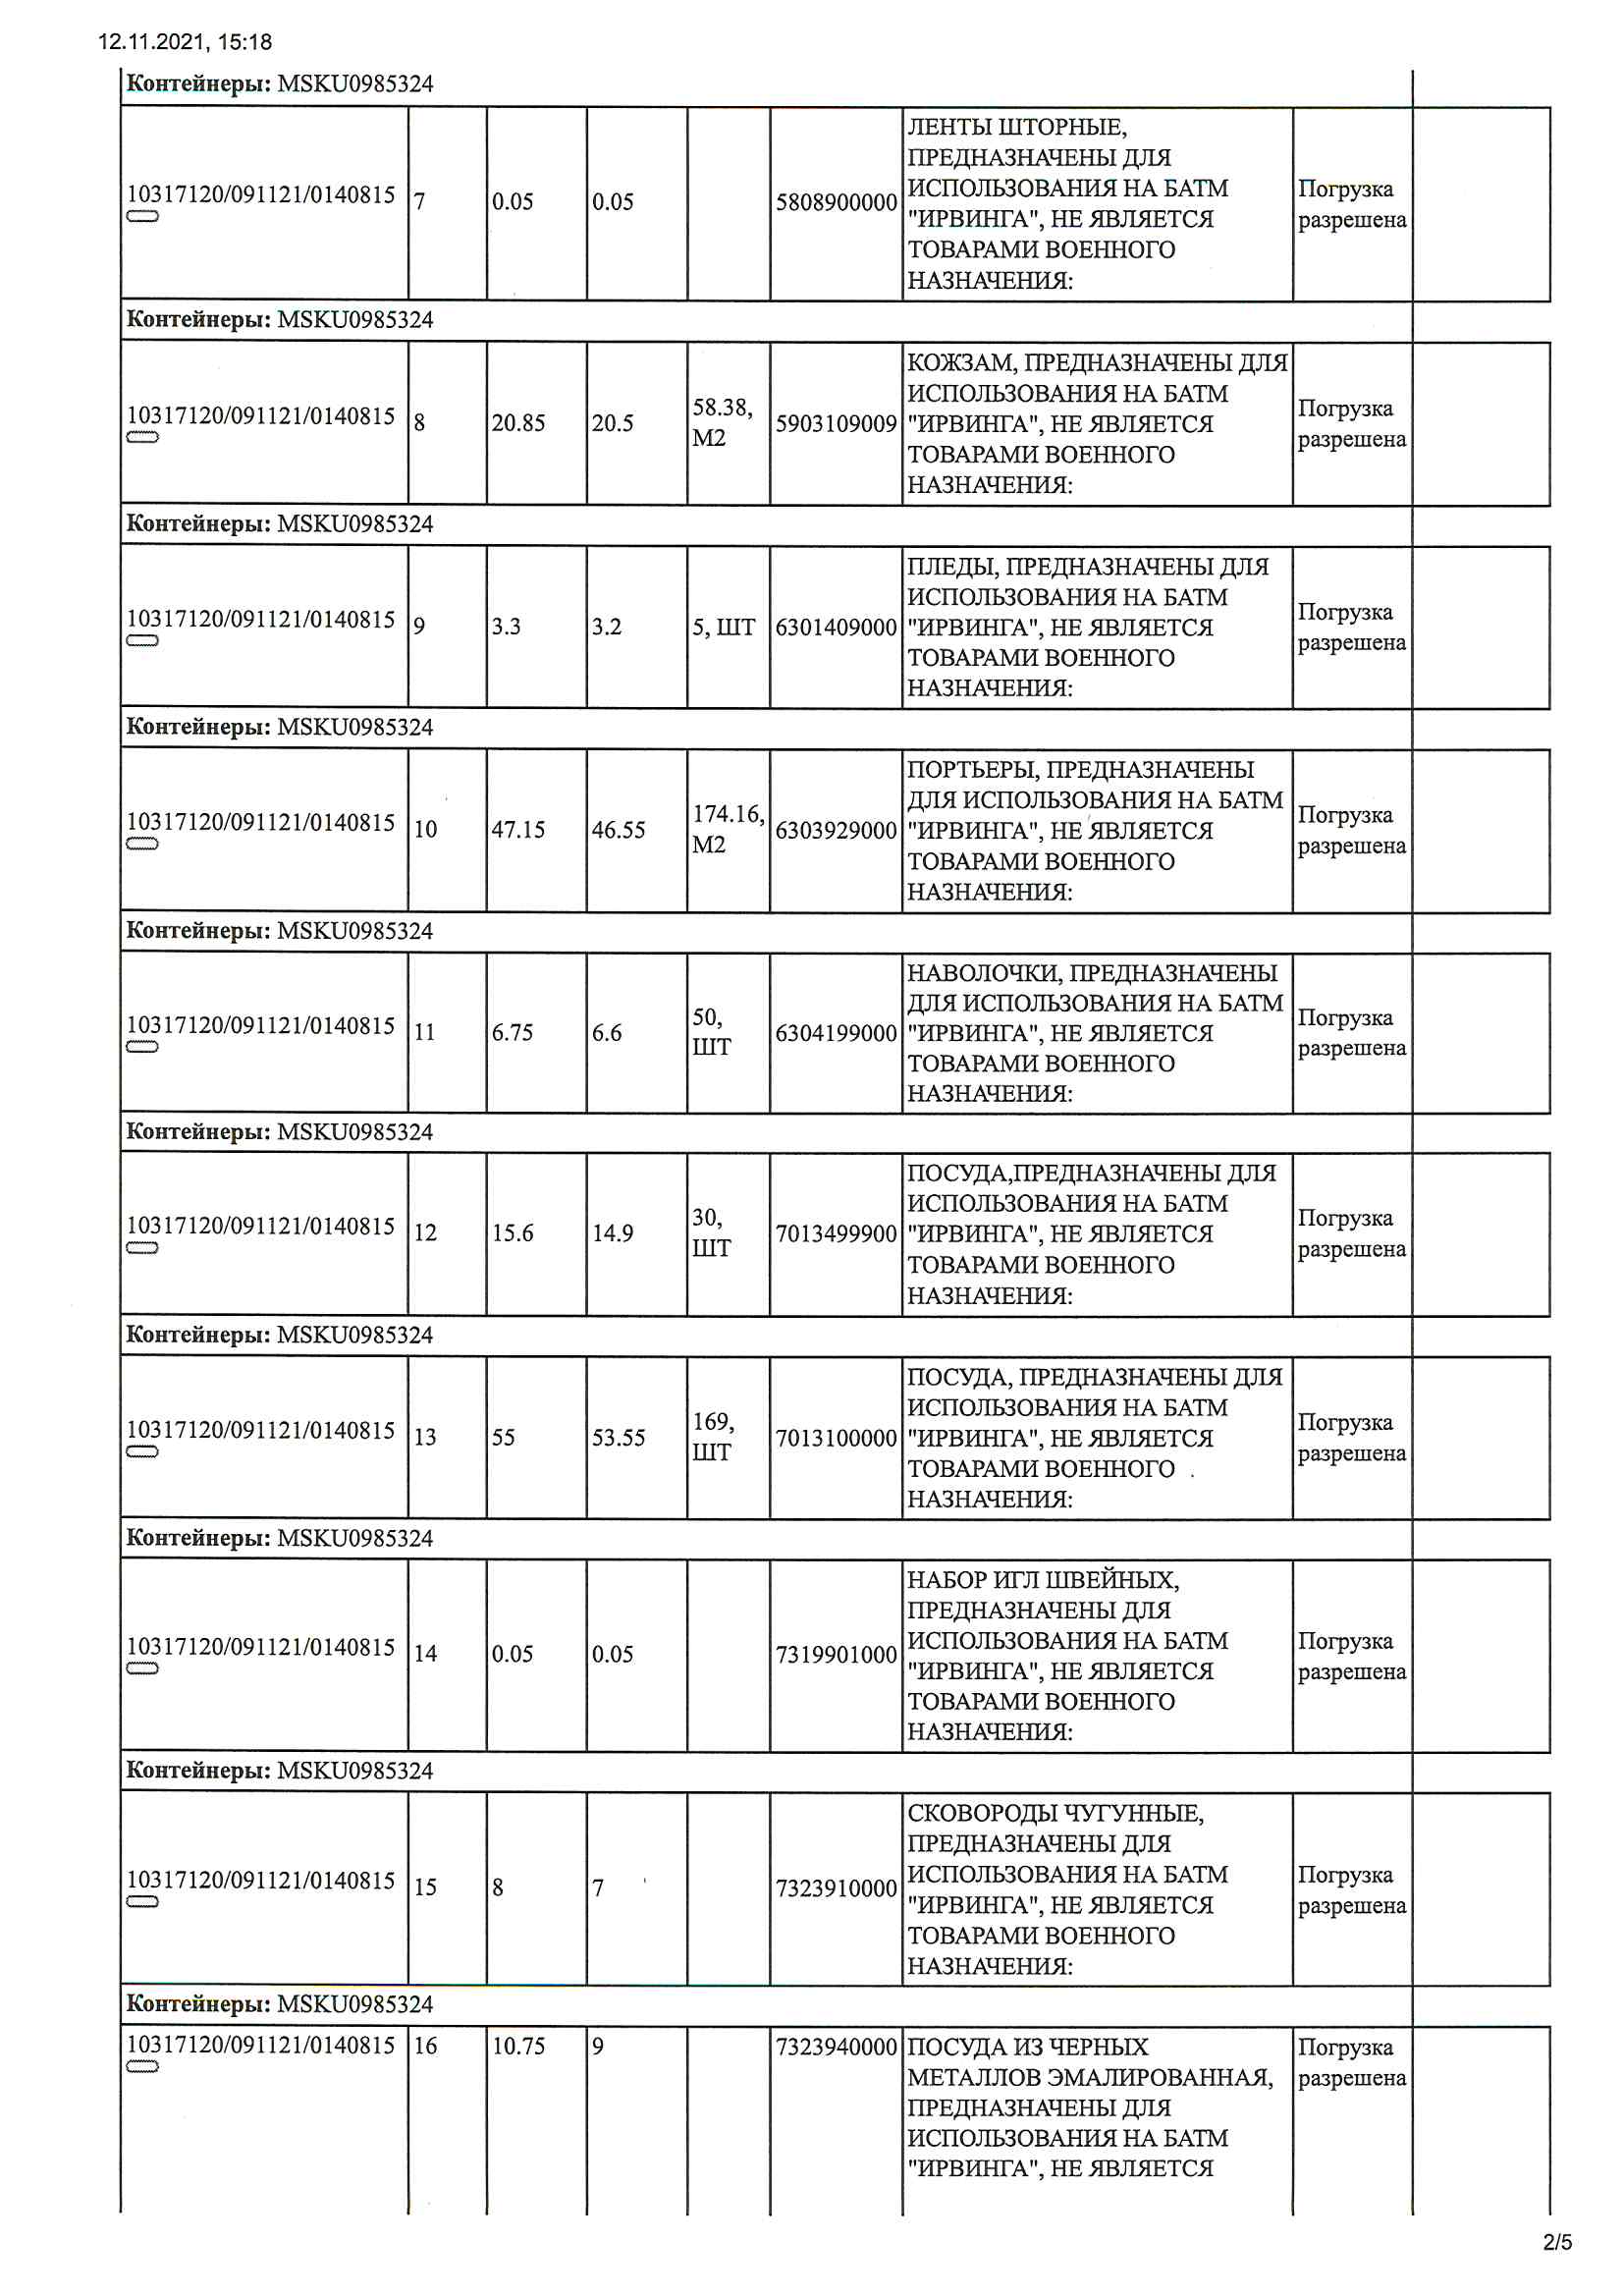 12.11.2021, 15:18
Контейнеры: MSKU0985324
10317120/091121/0140815 7 0.05 0.05 5808900000 ЛЕНТЫ ШТОРНЫЕ,
ПРЕДНАЗНАЧЕНЫ ДЛЯ
ИСПОЛЬЗОВАНИЯ НА БАТМ
"ИРВИНГА", НЕ ЯВЛЯЕТСЯ
ТОВАРАМИ ВОЕННОГО
НАЗНАЧЕНИЯ:
Погрузка
разрешена
Контейнеры: MSKU0985324
10317120/091121/0140815 8 20.85 20.5 58.38,
М2
5903109009
КОЖЗАМ, ПРЕДНАЗНАЧЕНЫ ДЛЯ
ИСПОЛЬЗОВАНИЯ НА БАТМ
"ИРВИНГА", НЕ ЯВЛЯЕТСЯ
ТОВАРАМИ ВОЕННОГО
НАЗНАЧЕНИЯ:
Погрузка
разрешена
Контейнеры: MSKU0985324
10317120/091121/0140815 9 3.3 3.2 5, ШТ 6301409000
ПЛЕДЫ, ПРЕДНАЗНАЧЕНЫ ДЛЯ
ИСПОЛЬЗОВАНИЯ НА БАТМ
"ИРВИНГА", НЕ ЯВЛЯЕТСЯ
ТОВАРАМИ ВОЕННОГО
НАЗНАЧЕНИЯ:
Погрузка
разрешена
Контейнеры: MSKU0985324
10317120/091121/0140815 10 47.15 46.55 174.16,
М2
6303929000
ПОРТЬЕРЫ, ПРЕДНАЗНАЧЕНЫ
ДЛЯ ИСПОЛЬЗОВАНИЯ НА БАТМ
"ИРВИНГА", НЕ ЯВЛЯЕТСЯ
ТОВАРАМИ ВОЕННОГО
НАЗНАЧЕНИЯ:
Погрузка
разрешена
Контейнеры: MSKU0985324
10317120/091121/0140815 11 6.75 6.6 50,
ШТ
6304199000
НАВОЛОЧКИ, ПРЕДНАЗНАЧЕНЫ
ДЛЯ ИСПОЛЬЗОВАНИЯ НА БАТМ
"ИРВИНГА", НЕ ЯВЛЯЕТСЯ
ТОВАРАМИ ВОЕННОГО
НАЗНАЧЕНИЯ:
Погрузка
разрешена
Контейнеры: MSKU0985324
10317120/091121/0140815 12 15.6 14.9 30,
ШТ
7013499900
ПОСУДА,ПРЕДНАЗНАЧЕНЫ ДЛЯ
ИСПОЛЬЗОВАНИЯ НА БАТМ
"ИРВИНГА", НЕ ЯВЛЯЕТСЯ
ТОВАРАМИ ВОЕННОГО
НАЗНАЧЕНИЯ:
Погрузка
разрешена
Контейнеры: MSKU0985324
10317120/091121/0140815 13 55 53.55 169,
ШТ
7013100000
ПОСУДА, ПРЕДНАЗНАЧЕНЫ ДЛЯ
ИСПОЛЬЗОВАНИЯ НА БАТМ
"ИРВИНГА", НЕ ЯВЛЯЕТСЯ
ТОВАРАМИ ВОЕННОГО
НАЗНАЧЕНИЯ:
Погрузка
разрешена
Контейнеры: MSKU0985324
10317120/091121/0140815 14 0.05 0.05 7319901000
НАБОР ИГЛ ШВЕЙНЫХ,
ПРЕДНАЗНАЧЕНЫ ДЛЯ
ИСПОЛЬЗОВАНИЯ НА БАТМ
"ИРВИНГА", НЕ ЯВЛЯЕТСЯ
ТОВАРАМИ ВОЕННОГО
НАЗНАЧЕНИЯ:
Погрузка
разрешена
Контейнеры: MSKU0985324
10317120/091121/0140815 15 8 7 7323910000
СКОВОРОДЫ ЧУГУННЫЕ,
ПРЕДНАЗНАЧЕНЫ ДЛЯ
ИСПОЛЬЗОВАНИЯ НА БАТМ
"ИРВИНГА", НЕ ЯВЛЯЕТСЯ
ТОВАРАМИ ВОЕННОГО
НАЗНАЧЕНИЯ:
Погрузка
разрешена
Контейнеры: MSKU0985324
10317120/091121/0140815 16 10.75 9 7323940000
ПОСУДА ИЗ ЧЕРНЫХ
МЕТАЛЛОВ ЭМАЛИРОВАННАЯ,
ПРЕДНАЗНАЧЕНЫ ДЛЯ
ИСПОЛЬЗОВАНИЯ НА БАТМ
"ИРВИНГА", НЕ ЯВЛЯЕТСЯ
Погрузка
разрешена
2/5